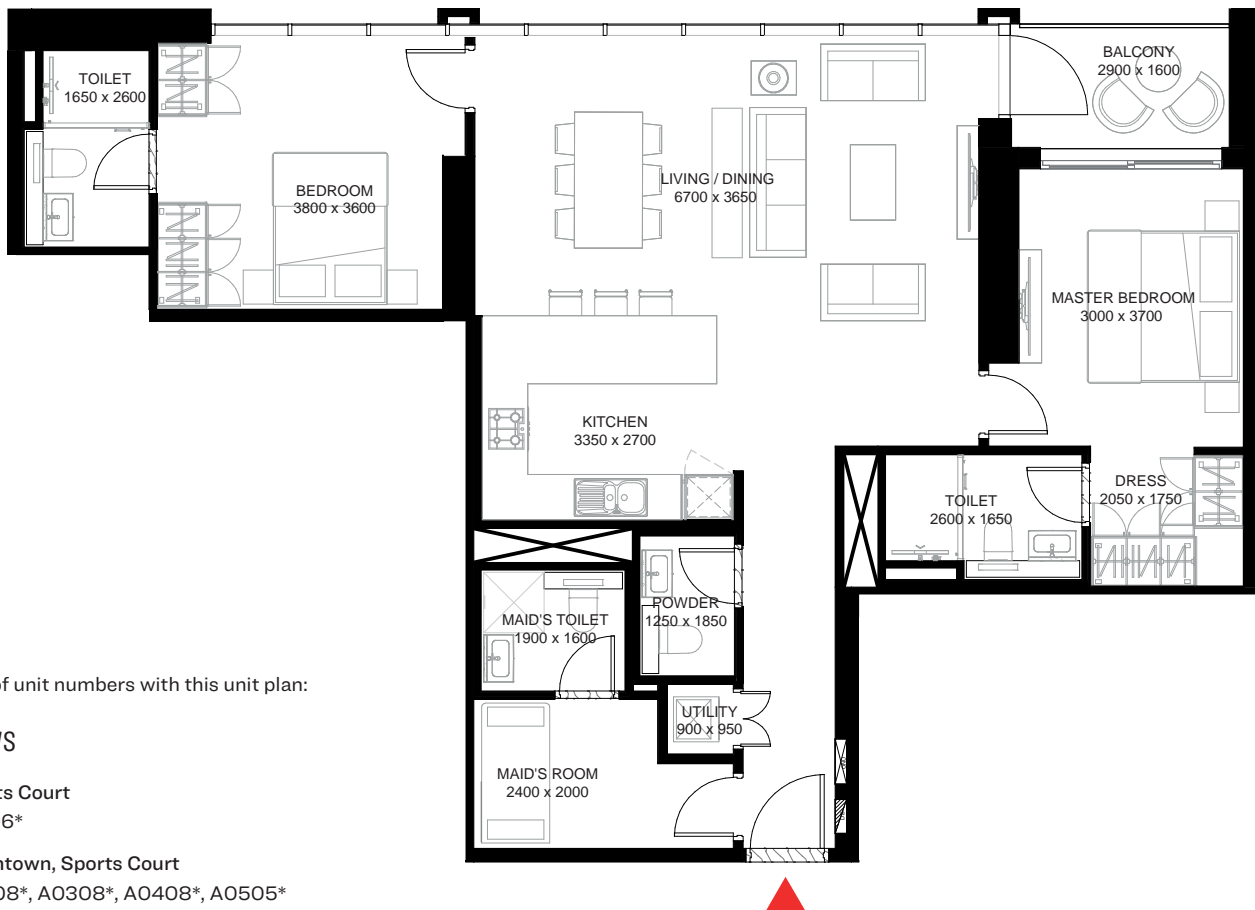 TOILET
1650 x 2600
BEDROOM
3800 x 3600
LIVING / DINING
6700 x 3650
BALCONY
2900 x 1600
MASTER BEDROOM
3000 x 3700
KITCHEN
3350 x 2700
TOILET
2600 x 1650
DRESS
2050 x 1750
MAID'S TOILET
1900 x 1600
POWDER
1250 x 1850
UTILITY
900 x 950
MAID'S ROOM
2400 x 2000
of unit numbers with this unit plan:
Court
Sports Court
A0308*, A0408*, A0505*